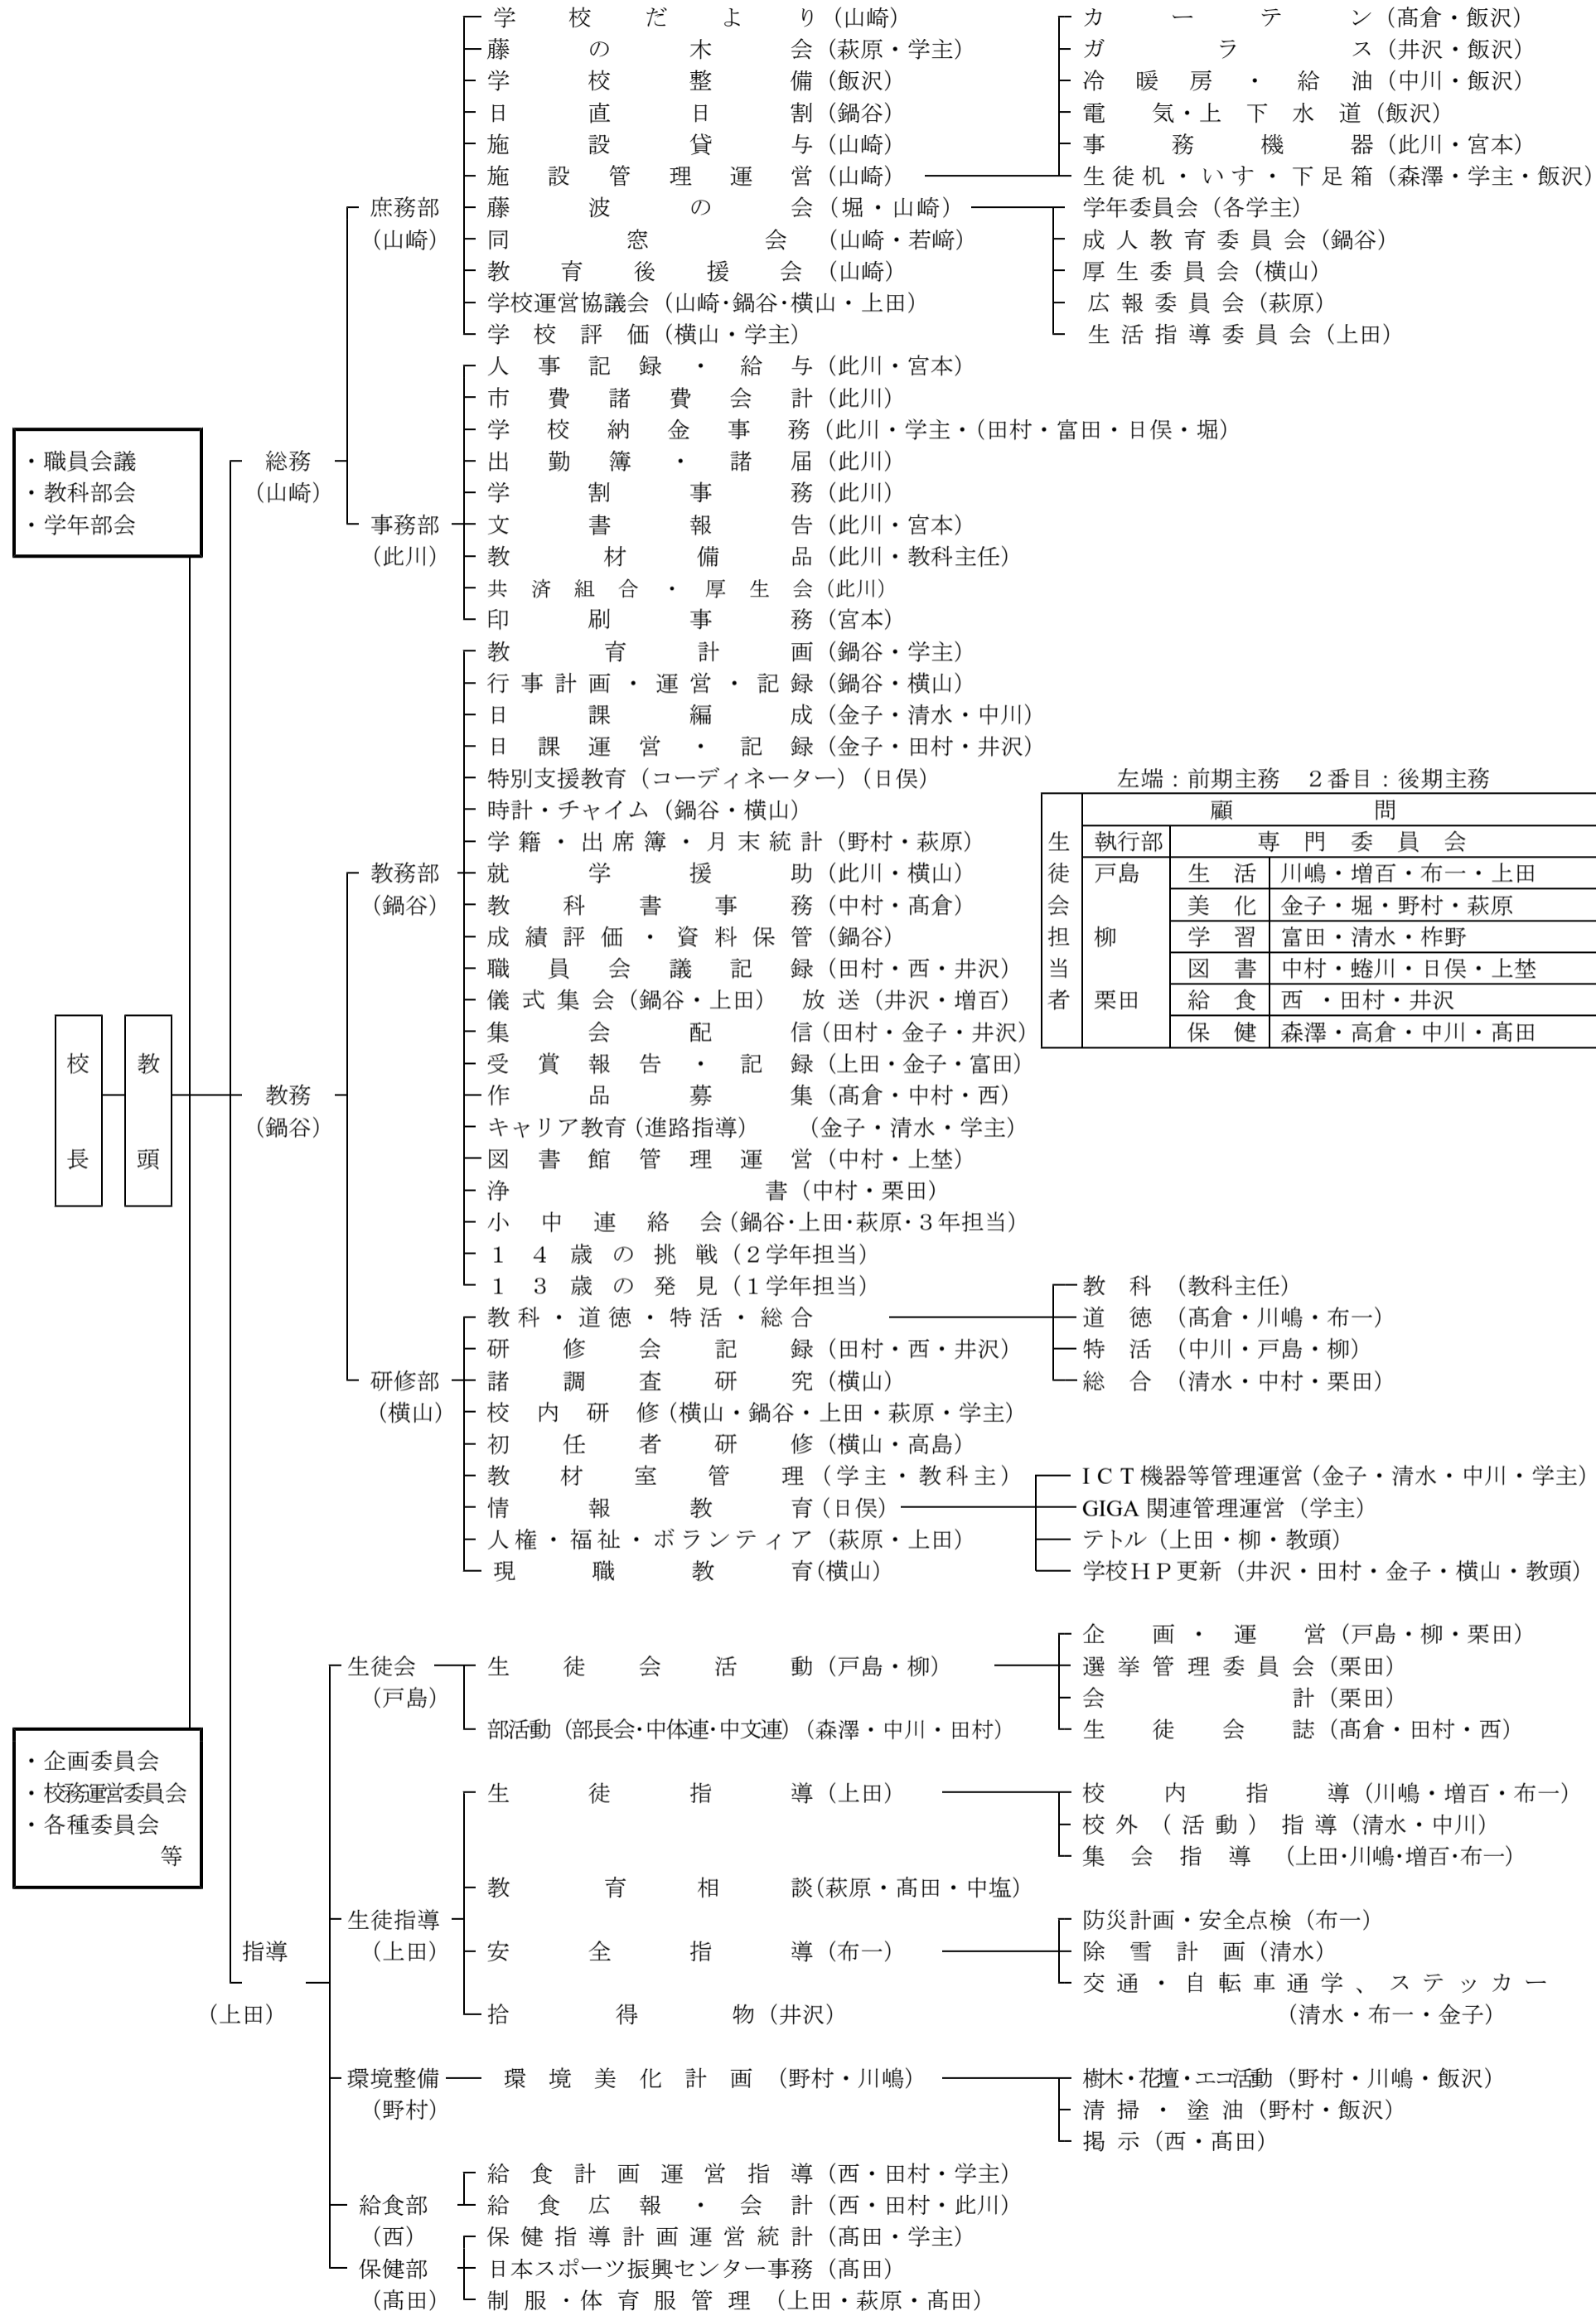 学校だより(山崎)
藤の木会(萩原・学主)
学校整備(飯沢)
日直日割(鍋谷)
施設貸与(山崎)
施設管理運営(山崎)
カーテン(髙倉・飯沢)
ガラス(井沢・飯沢)
冷暖房・給油(中川・飯沢)
電気・上下水道(飯沢)
事務機器(此川・宮本)
生徒机・いす・下足箱(森澤・学主・飯沢)
庶務部
(山崎)
藤波の会(堀・山崎)
同窓会(山崎・若﨑)
教育後援会(山崎)
学校運営協議会(山崎・鍋谷・横山・上田)
学校評価(横山・学主)
学年委員会(各学主)
成人教育委員会(鍋谷)
厚生委員会(横山)
広報委員会(萩原)
生活指導委員会(上田)
人事記録・給与(此川・宮本)
市費諸費会計(此川)
学校納金事務(此川・学主・(田村・富田・日俣・堀)
出勤簿・諸届(此川)
学割事務(此川)
文書報告(此川・宮本)
教材備品(此川・教科主任)
共済組合・厚生会(此川)
印刷事務(宮本)
・職員会議
・教科部会
・学年部会
総務
(山崎)
事務部
(此川)
教育計画(鍋谷・学主)
行事計画・運営・記録(鍋谷・横山)
日課編成(金子・清水・中川)
日課運営・記録(金子・田村・井沢)
特別支援教育(コーディネーター)(日俣)
時計・チャイム(鍋谷・横山)
学籍・出席簿・月末統計(野村・萩原)
教務部
(鍋谷)
就学援助(此川・横山)
教科書事務(中村・髙倉)
成績評価・資料保管(鍋谷)
職員会議記録(田村・西・井沢)
儀式集会(鍋谷・上田) 放送(井沢・増百)
集会配信(田村・金子・井沢)
受賞報告・記録(上田・金子・富田)
作品募集(髙倉・中村・西)
キャリア教育(進路指導) (金子・清水・学主)
図書館管理運営(中村・上埜)
浄書(中村・栗田)
小中連絡会(鍋谷・上田・萩原・3年担当)
14歳の挑戦(2学年担当)
13歳の発見(1学年担当)
左端:前期主務 2番目:後期主務
生徒会担当者
顧問
執行部 専門委員会
戸島 生活 川嶋・増百・布一・上田
美化 金子・堀・野村・萩原
柳 学習 富田・清水・柞野
図書 中村・蜷川・日俣・上埜
栗田 給食 西・田村・井沢
保健 森澤・高倉・中川・髙田
校長
教頭
教務
(鍋谷)
教科・道徳・特活・総合
教科 (教科主任)
道徳 (髙倉・川嶋・布一)
特活 (中川・戸島・柳)
総合 (清水・中村・栗田)
研修部
(横山)
研修会記録(田村・西・井沢)
諸調査研究(横山)
校内研修(横山・鍋谷・上田・萩原・学主)
初任者研修(横山・高島)
教材室管理(学主・教科主)
情報教育(日俣)
人権・福祉・ボランティア(萩原・上田)
現職教育(横山)
ICT機器等管理運営(金子・清水・中川・学主)
GIGA関連管理運営(学主)
テトル(上田・柳・教頭)
学校HP更新(井沢・田村・金子・横山・教頭)
生徒会
(戸島)
生徒会活動(戸島・柳)
部活動(部長会・中体連・中文連)(森澤・中川・田村)
企画・運営(戸島・柳・栗田)
選挙管理委員会(栗田)
会計(栗田)
生徒会誌(髙倉・田村・西)
・企画委員会
・校務運営委員会
・各種委員会
等
生徒指導(上田)
校内指導(川嶋・増百・布一)
校外(活動)指導(清水・中川)
集会指導 (上田・川嶋・増百・布一)
教育相談(萩原・髙田・中塩)
生徒指導
(上田)
安全指導(布一)
防災計画・安全点検(布一)
除雪計画(清水)
交通・自転車通学、ステッカー
(清水・布一・金子)
拾得物(井沢)
指導
(上田)
環境整備
(野村)
環境美化計画(野村・川嶋)
樹木・花壇・エコ活動(野村・川嶋・飯沢)
清掃・塗油(野村・飯沢)
掲示(西・髙田)
給食部
(西)
給食計画運営指導(西・田村・学主)
給食広報・会計(西・田村・此川)
保健部
(髙田)
保健指導計画運営統計(髙田・学主)
日本スポーツ振興センター事務(髙田)
制服・体育服管理(上田・萩原・髙田)